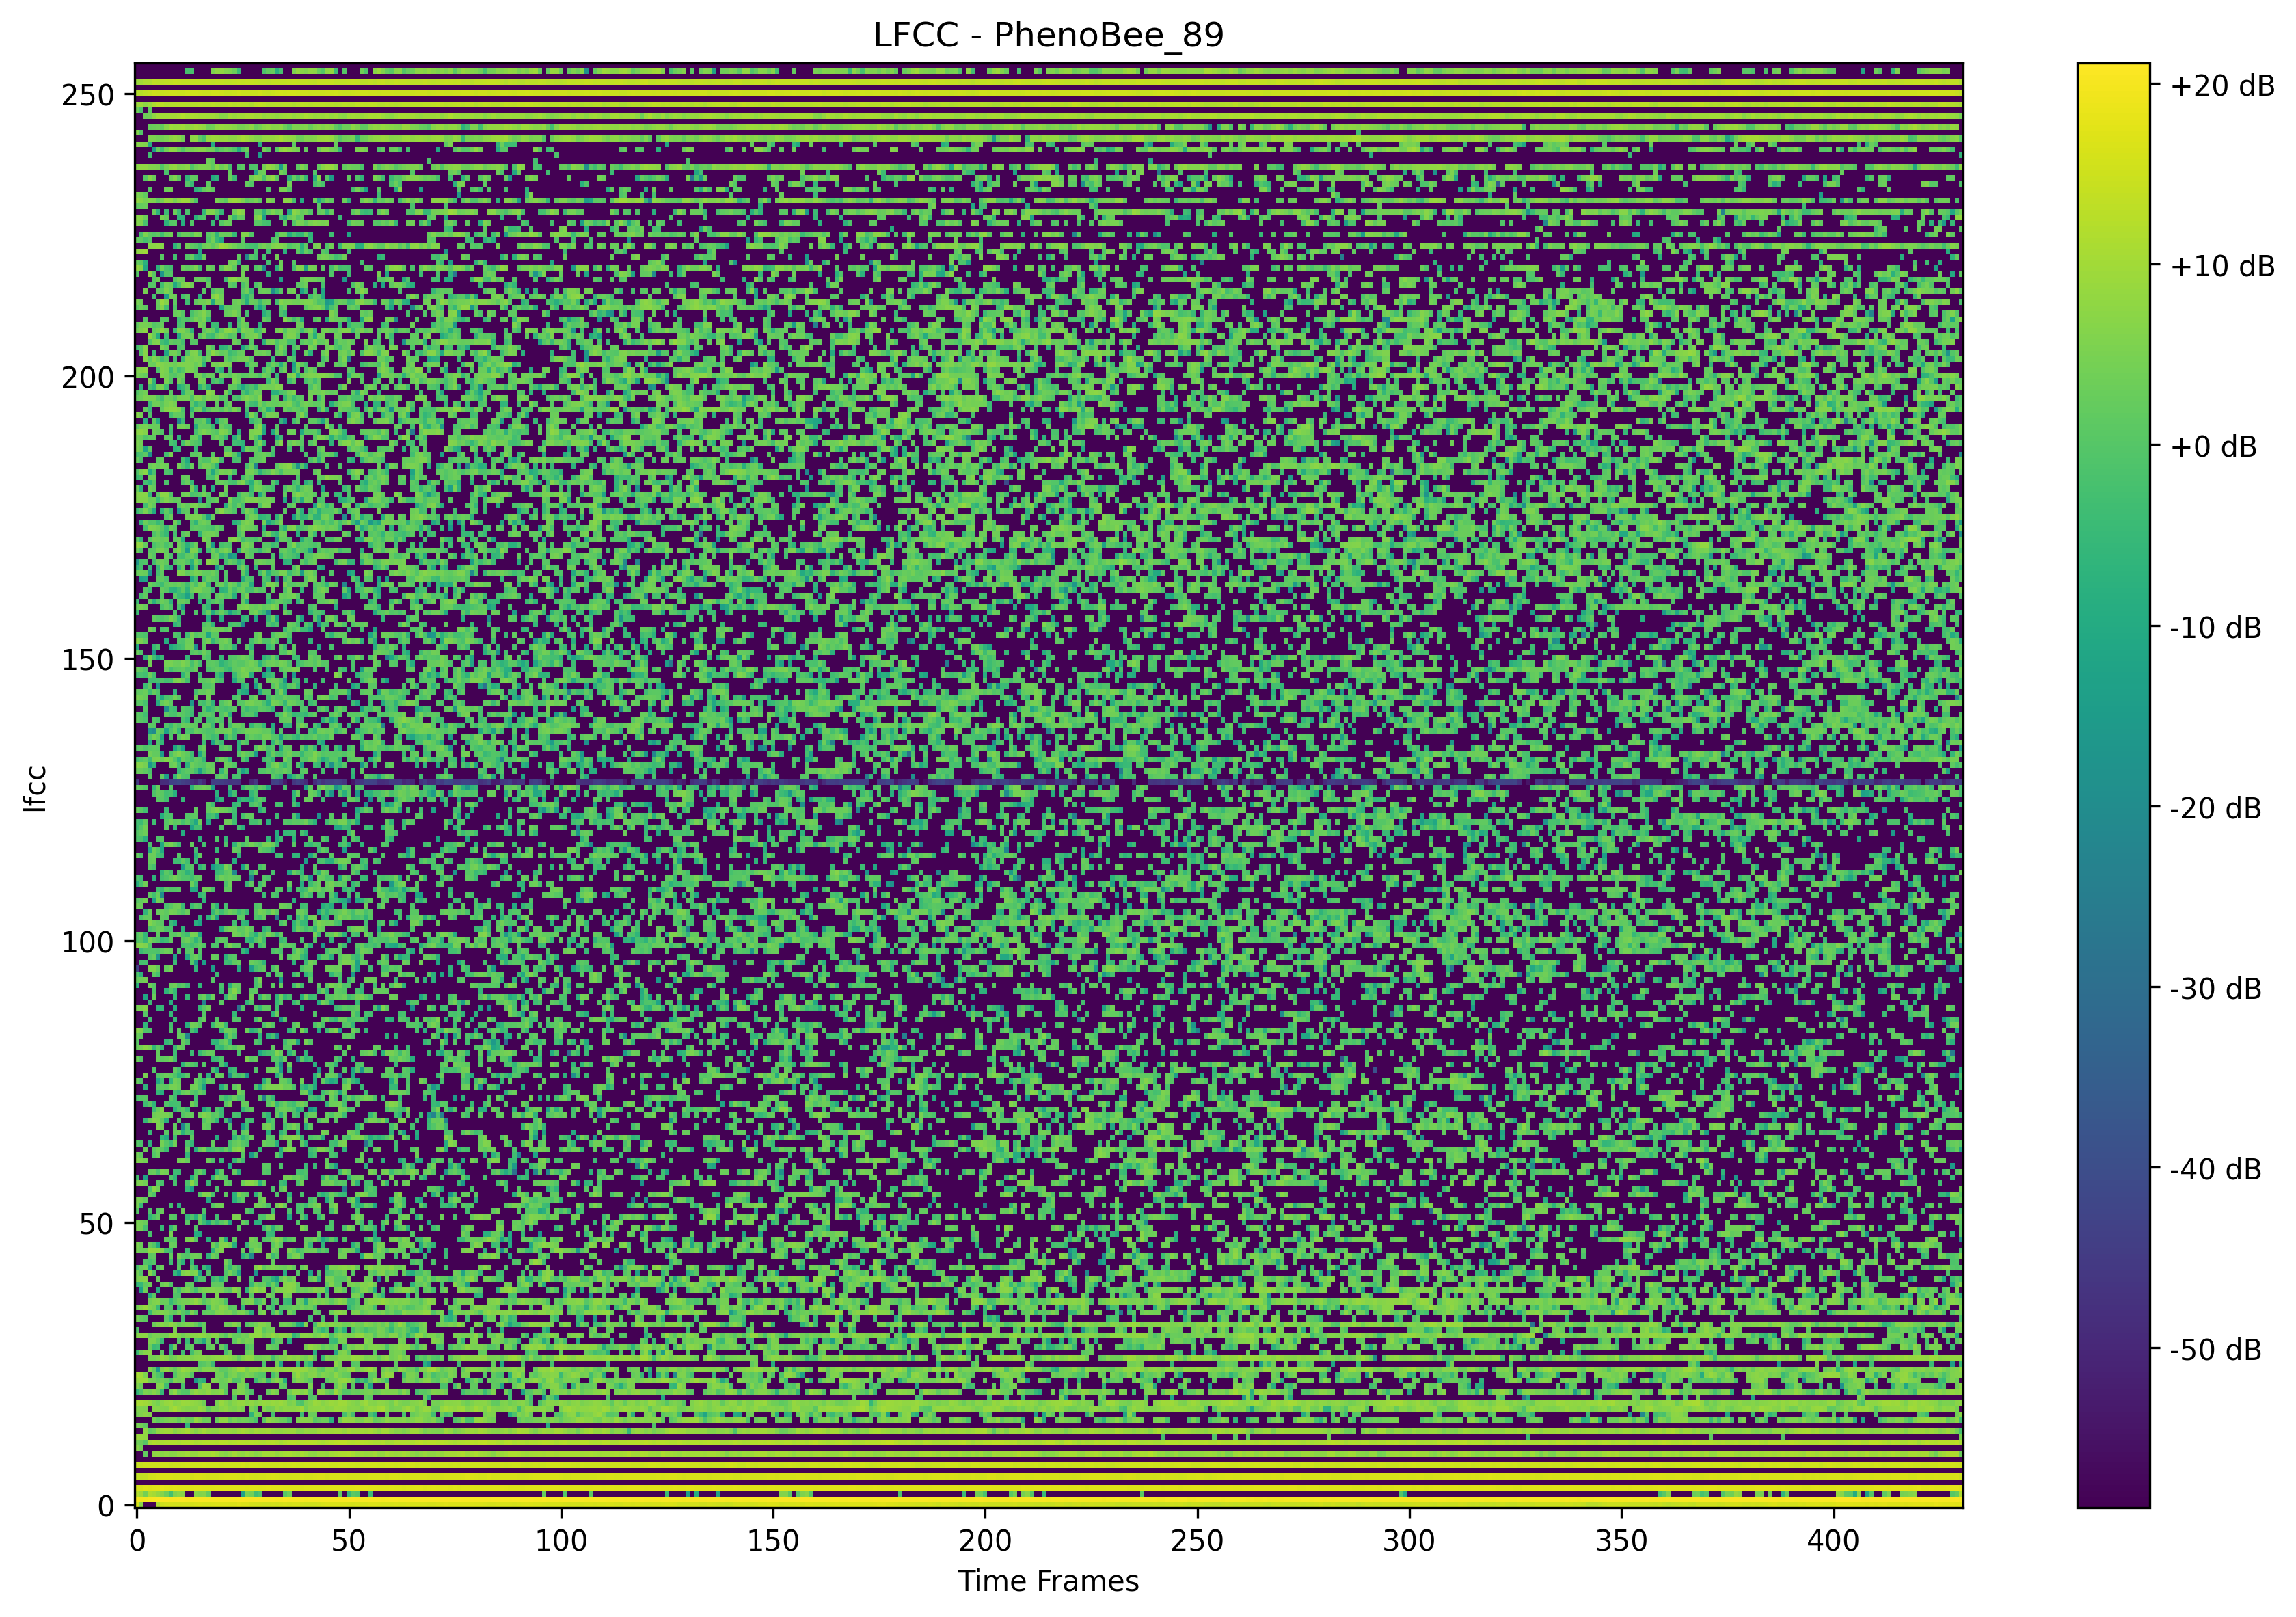 LFCC - PhenoBee_89
250
200
150
100
50
0
lfcc
0 50 100 150 200 250 300 350 400
Time Frames
+20 dB
+10 dB
+0 dB
-10 dB
-20 dB
-30 dB
-40 dB
-50 dB